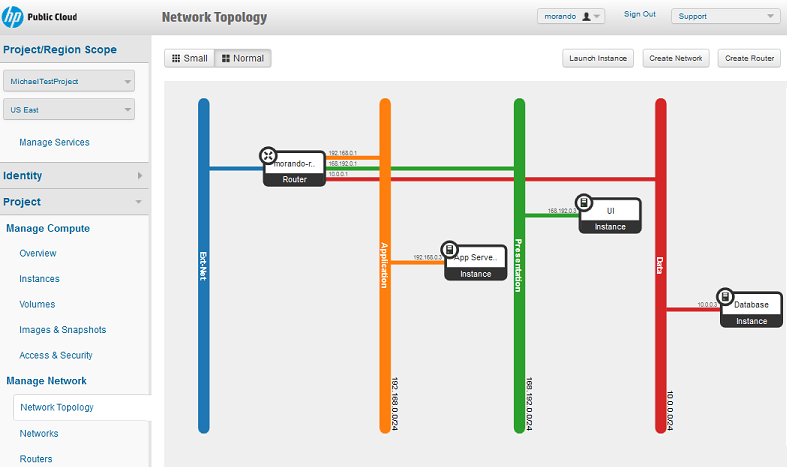 hp Public Cloud
Network Topology
morando
Sign Out
Support
Project/Region Scope
MichaelTestProject
US East
Manage Services
Identity
Project
Manage Compute
Overview
Instances
Volumes
Images & Snapshots
Access & Security
Manage Network
Network Topology
Networks
Routers
Small
Normal
Launch Instance
Create Network
Create Router
morando-r..
Router
192.168.0.1
168.192.0.1
10.0.0.1
168.192.0.3
UI
Instance
Ext-Net
Application
Presentation
Data
192.168.0.3
App Serve..
Instance
10.0.0.3
Database
Instance
192.168.0.0/24
168.192.0.0/24
10.0.0.0/24